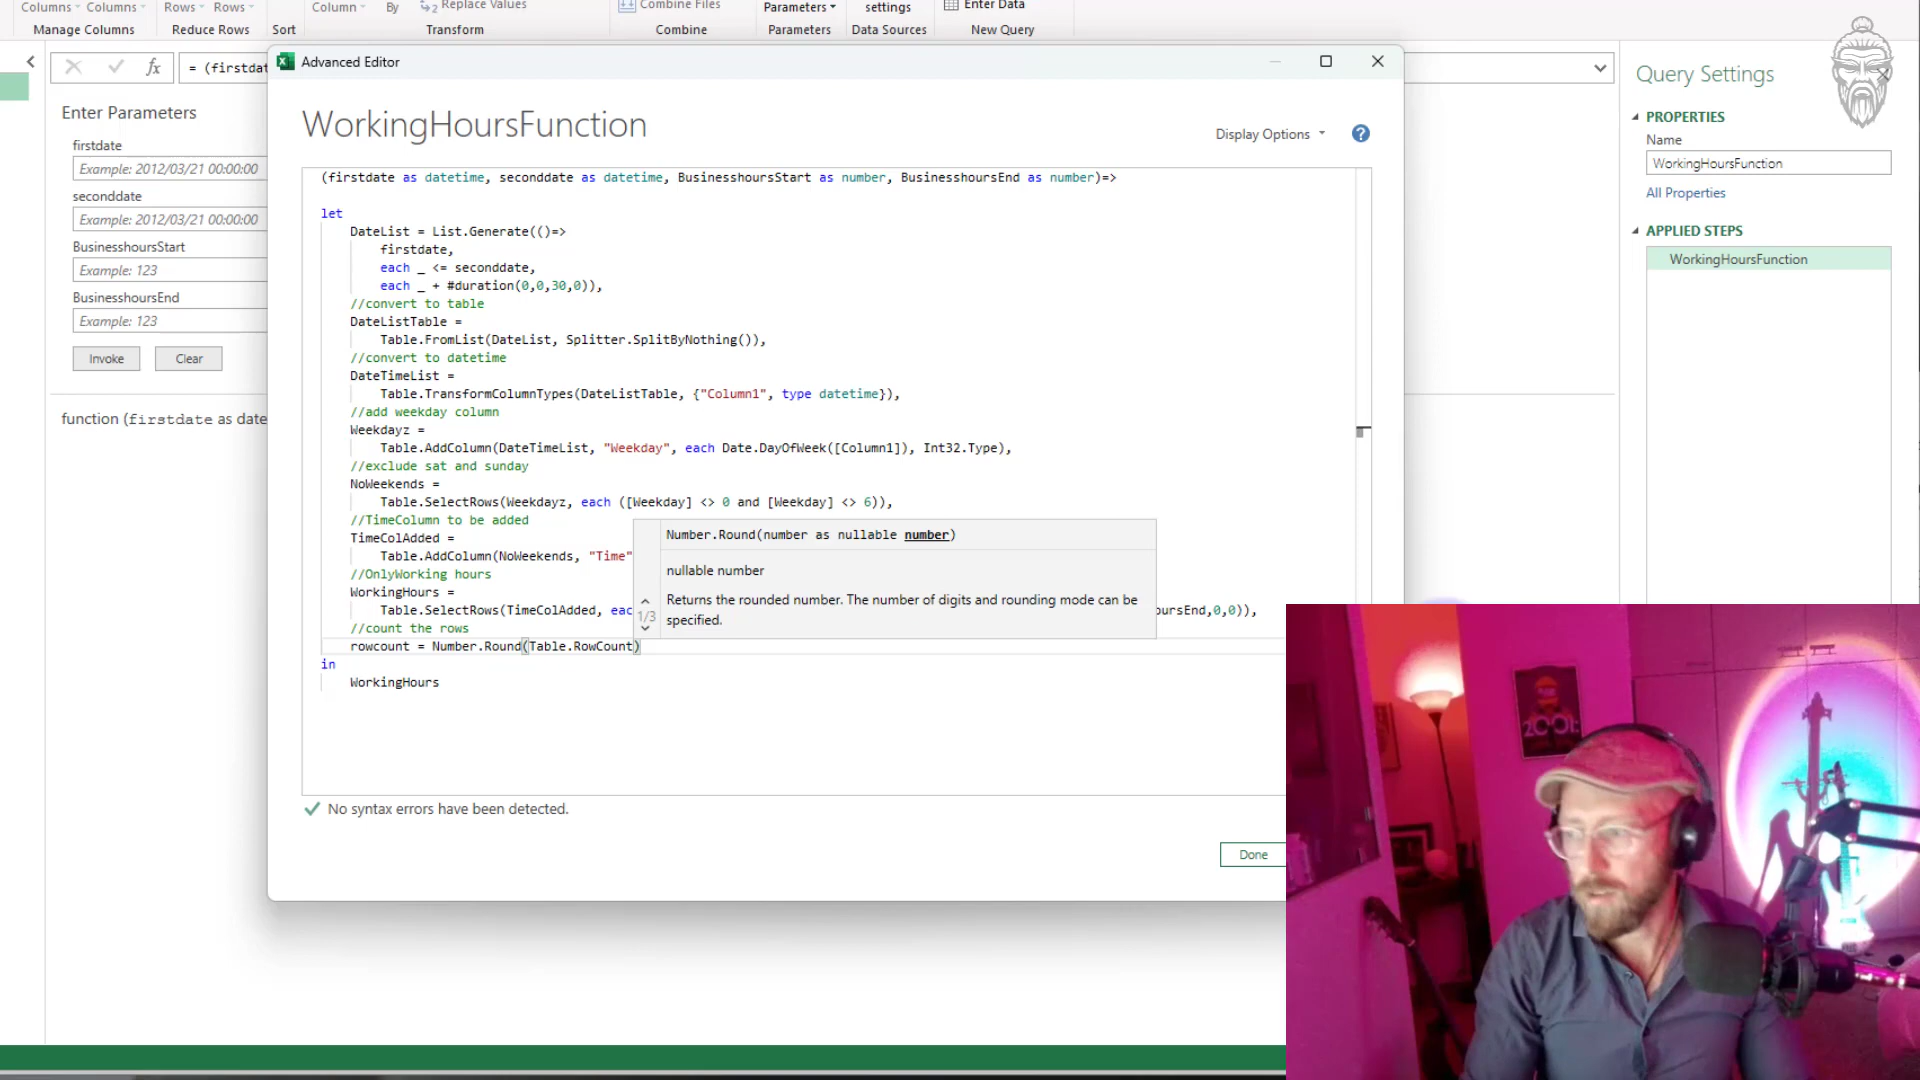 Columns Columns Rows Rows Column By Replace Values Combine Files Parameters settings Enter Data
Manage Columns Reduce Rows Sort Transform Combine Parameters Data Sources New Query
fx = (firstdat
Enter Parameters
firstdate
Example: 2012/03/21 00:00:00
seconddate
Example: 2012/03/21 00:00:00
BusinesshoursStart
Example: 123
BusinesshoursEnd
Example: 123
Invoke Clear
function (firstdate as date
Advanced Editor
WorkingHoursFunction
Display Options
?
(firstdate as datetime, seconddate as datetime, BusinesshoursStart as number, BusinesshoursEnd as number)=>
let
DateList = List.Generate(()=>
firstdate,
each _ <= seconddate,
each _ + #duration(0,0,30,0)),
//convert to table
DateListTable =
Table.FromList(DateList, Splitter.SplitByNothing()),
//convert to datetime
DateTimeList =
Table.TransformColumnTypes(DateListTable, {"Column1", type datetime}),
//add weekday column
Weekdayz =
Table.AddColumn(DateTimeList, "Weekday", each Date.DayOfWeek([Column1]), Int32.Type),
//exclude sat and sunday
NoWeekends =
Table.SelectRows(Weekdayz, each ([Weekday] <> 0 and [Weekday] <> 6)),
//TimeColumn to be added
TimeColAdded =
Table.AddColumn(NoWeekends, "Time"
//OnlyWorking hours
WorkingHours =
Table.SelectRows(TimeColAdded, eac oursEnd,0,0)),
//count the rows
rowcount = Number.Round(Table.RowCount)
in
WorkingHours
Number.Round(number as nullable number)
nullable number
1/3
Returns the rounded number. The number of digits and rounding mode can be
specified.
No syntax errors have been detected.
Done
Query Settings
PROPERTIES
Name
WorkingHoursFunction
All Properties
APPLIED STEPS
WorkingHoursFunction
2001: